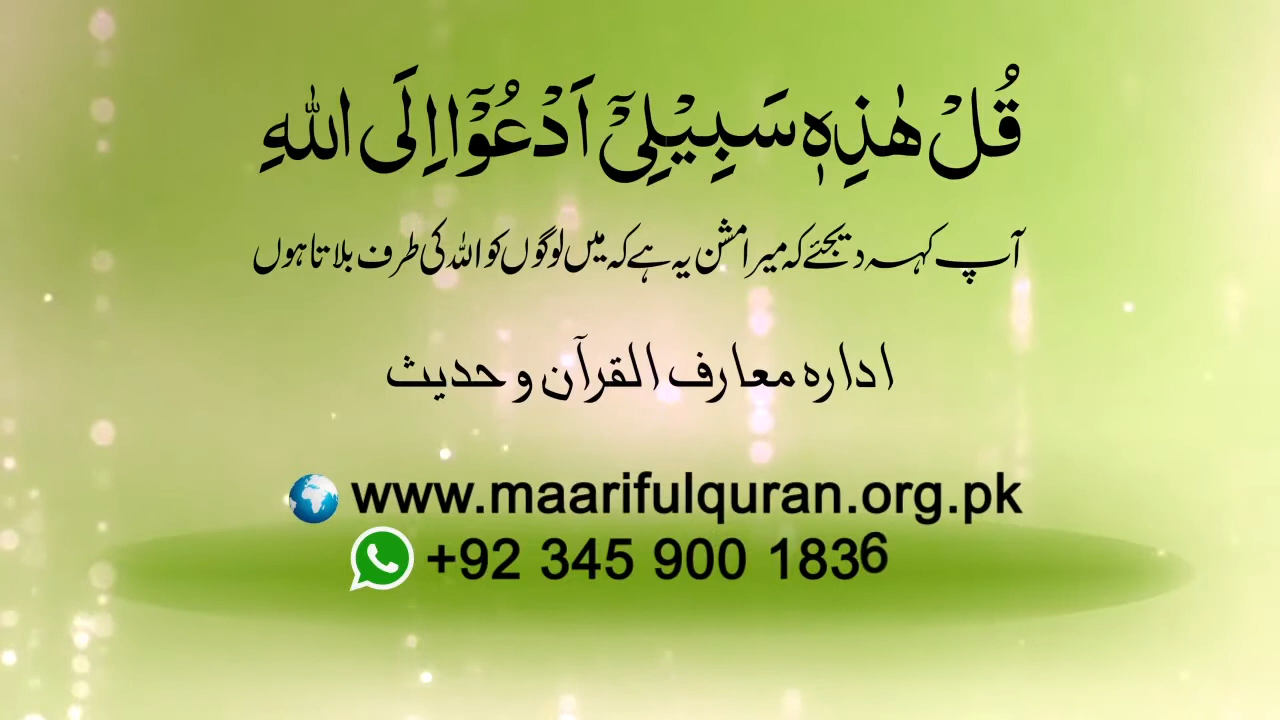 قُلْ هٰذِهٖ سَبِيْلِىْٓ اَدْعُوْٓا اِلَى اللّٰهِ
آپ کہہ دیجئے کہ میرا مشن یہ ہے کہ میں لوگوں کو اللہ کی طرف بلاتا ہوں
ادارہ معارف القرآن و حدیث
www.maarifulquran.org.pk
+92 345 900 1836